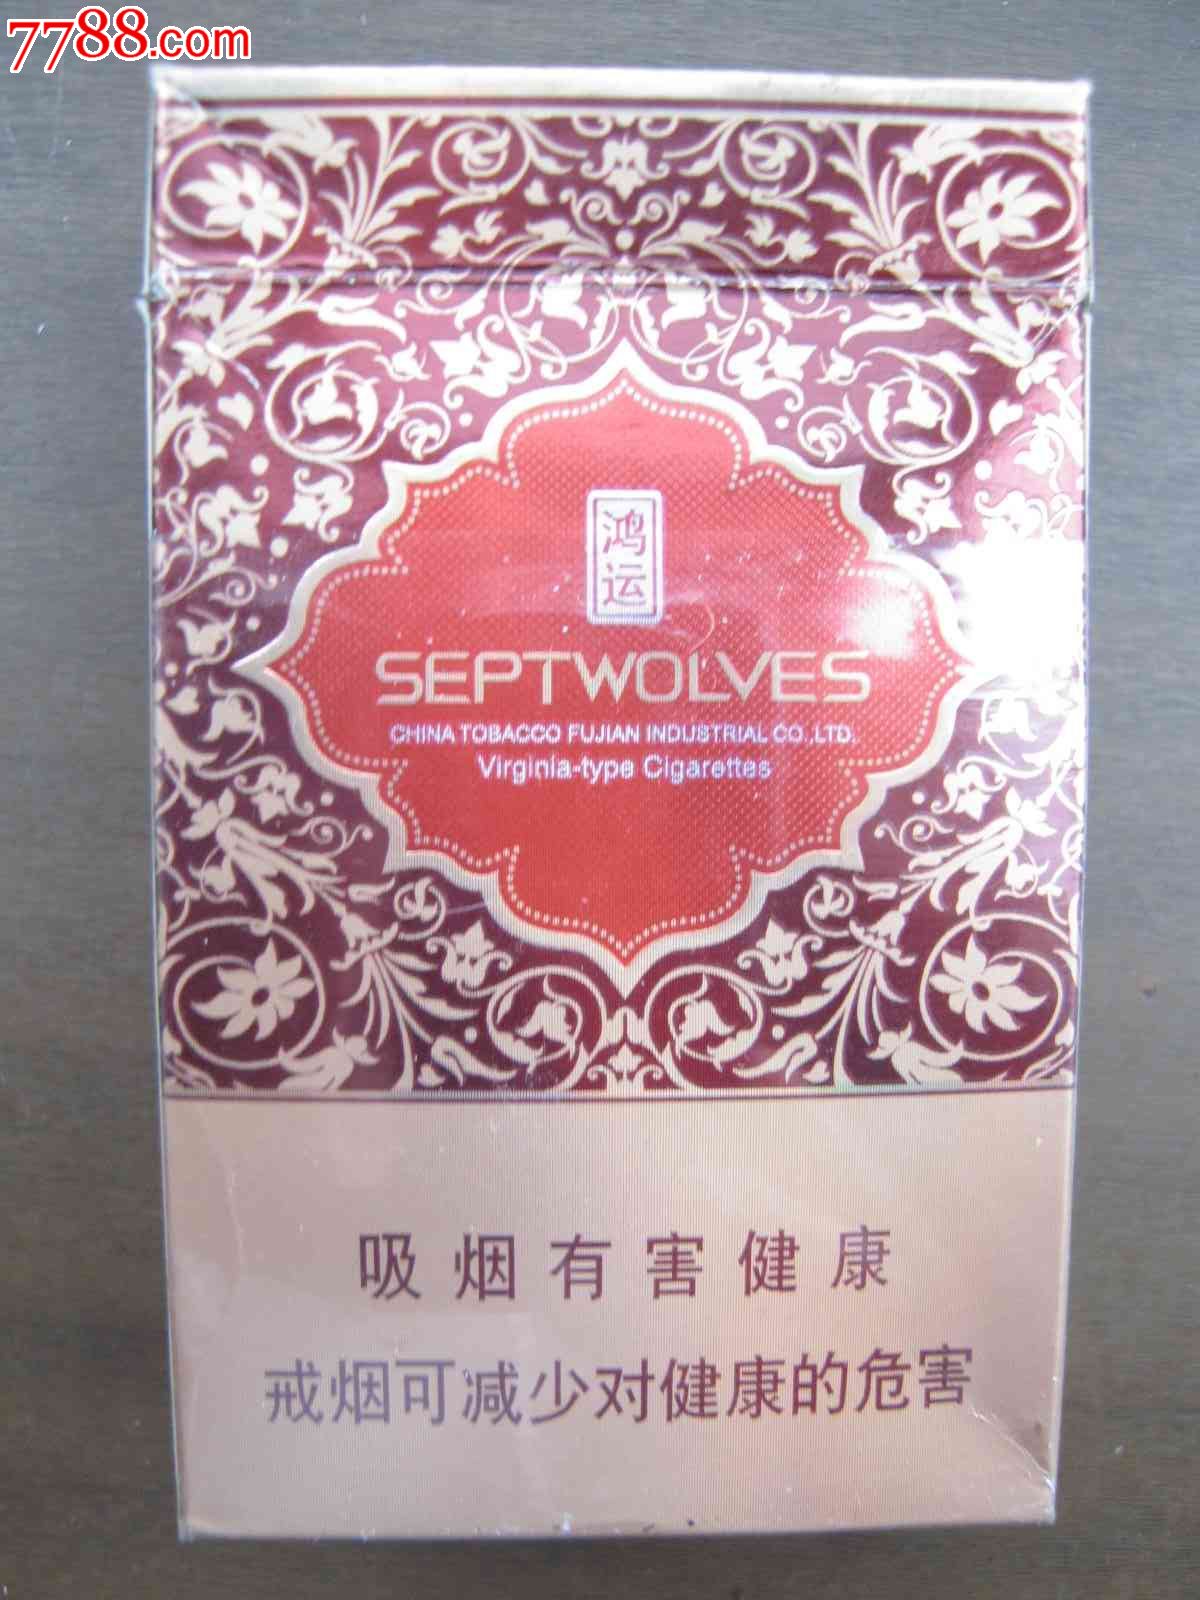 7788.com
鸿运
SEPTWOLVES
CHINA TOBACCO FUJIAN INDUSTRIAL CO.,LTD.
Virginia-type Cigarettes
吸烟有害健康
戒烟可减少对健康的危害